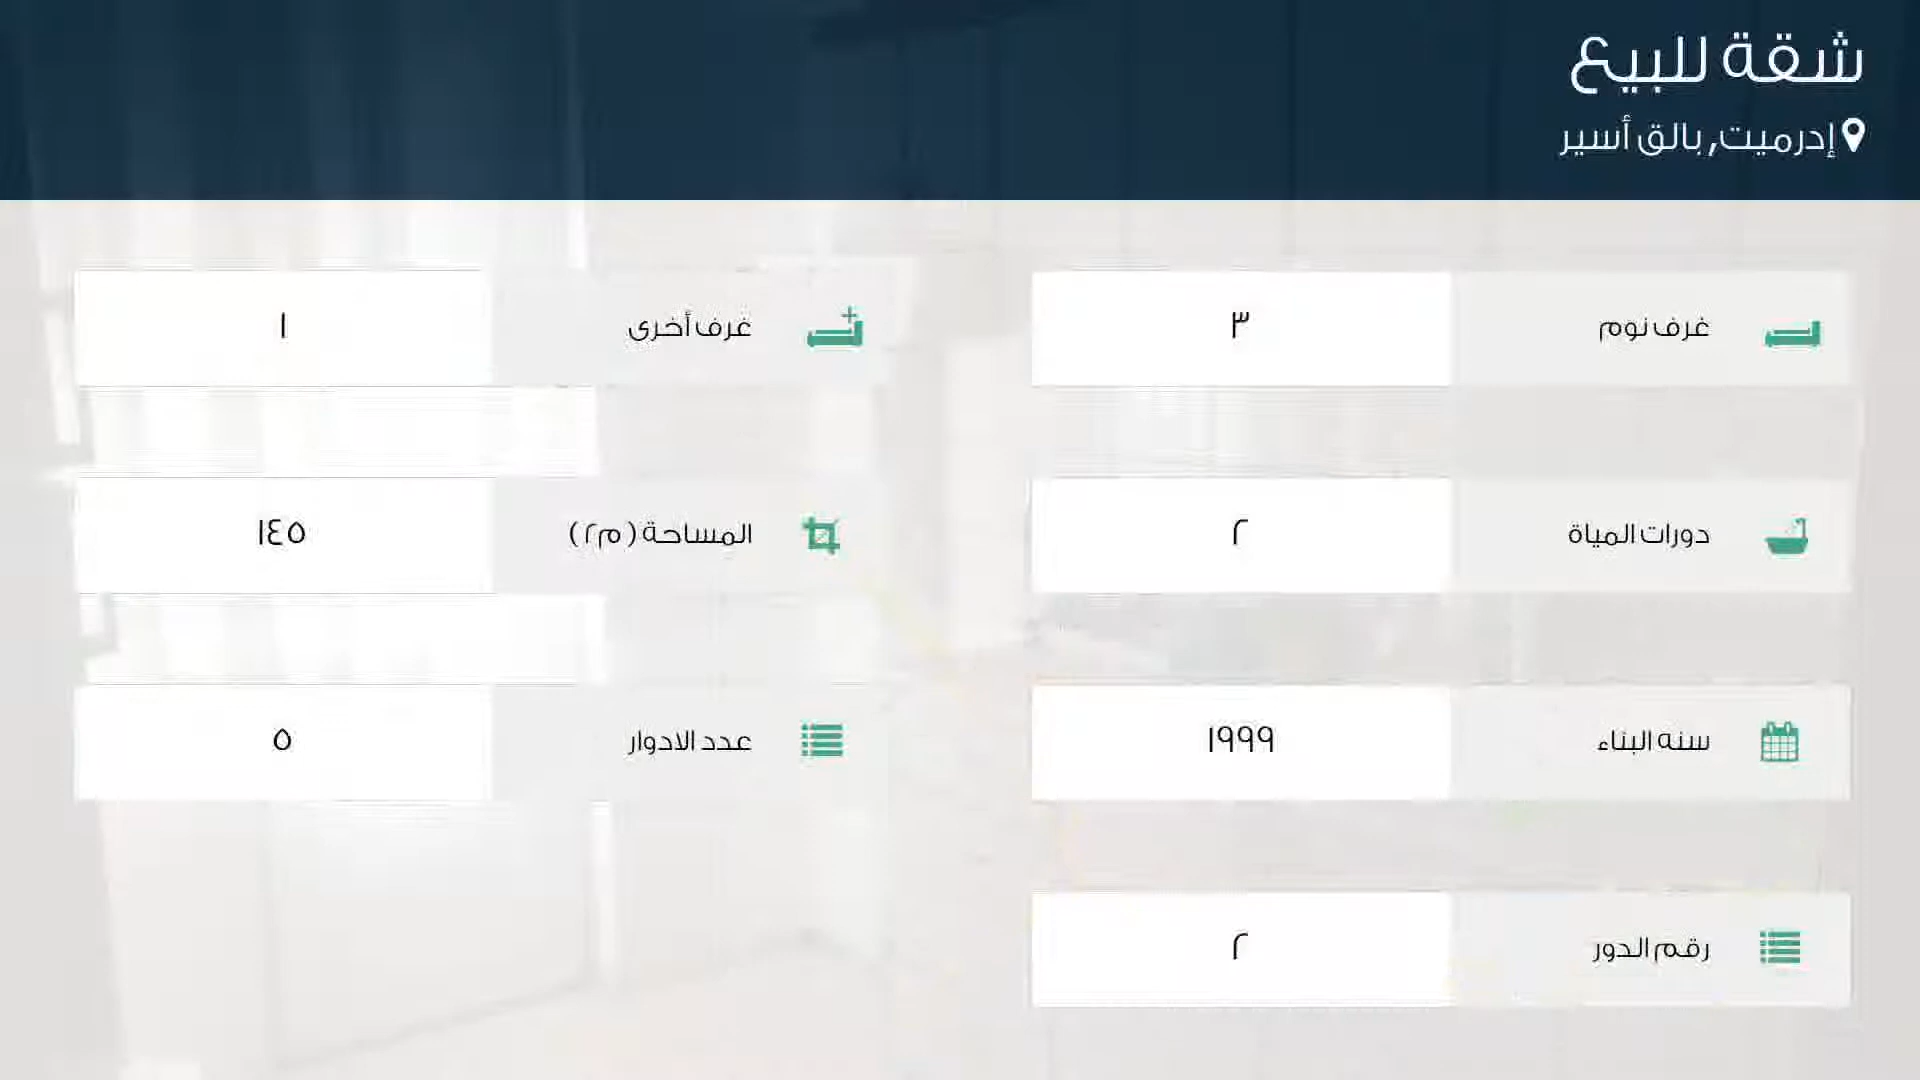 شقة للبيع
إدرميت, بالق أسير
غرف نوم ٣
غرف أخرى ١
دورات المياة ٢
المساحة ( م٢ ) ١٤٥
سنه البناء ١٩٩٩
عدد الادوار ٥
رقم الدور ٢